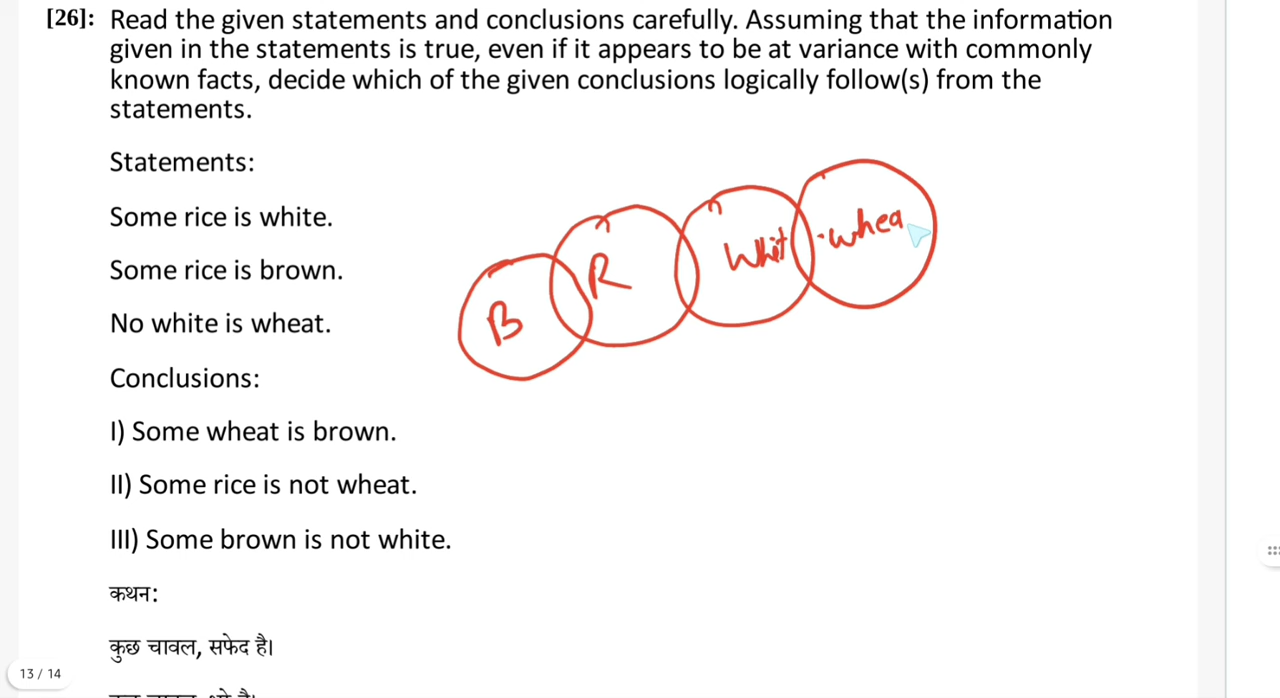 [26]: Read the given statements and conclusions carefully. Assuming that the information
given in the statements is true, even if it appears to be at variance with commonly
known facts, decide which of the given conclusions logically follow(s) from the
statements.
Statements:
Some rice is white.
Some rice is brown.
No white is wheat.
B
R
Whit
whea
Conclusions:
I) Some wheat is brown.
II) Some rice is not wheat.
III) Some brown is not white.
कथन:
कुछ चावल, सफेद है।
13 / 14